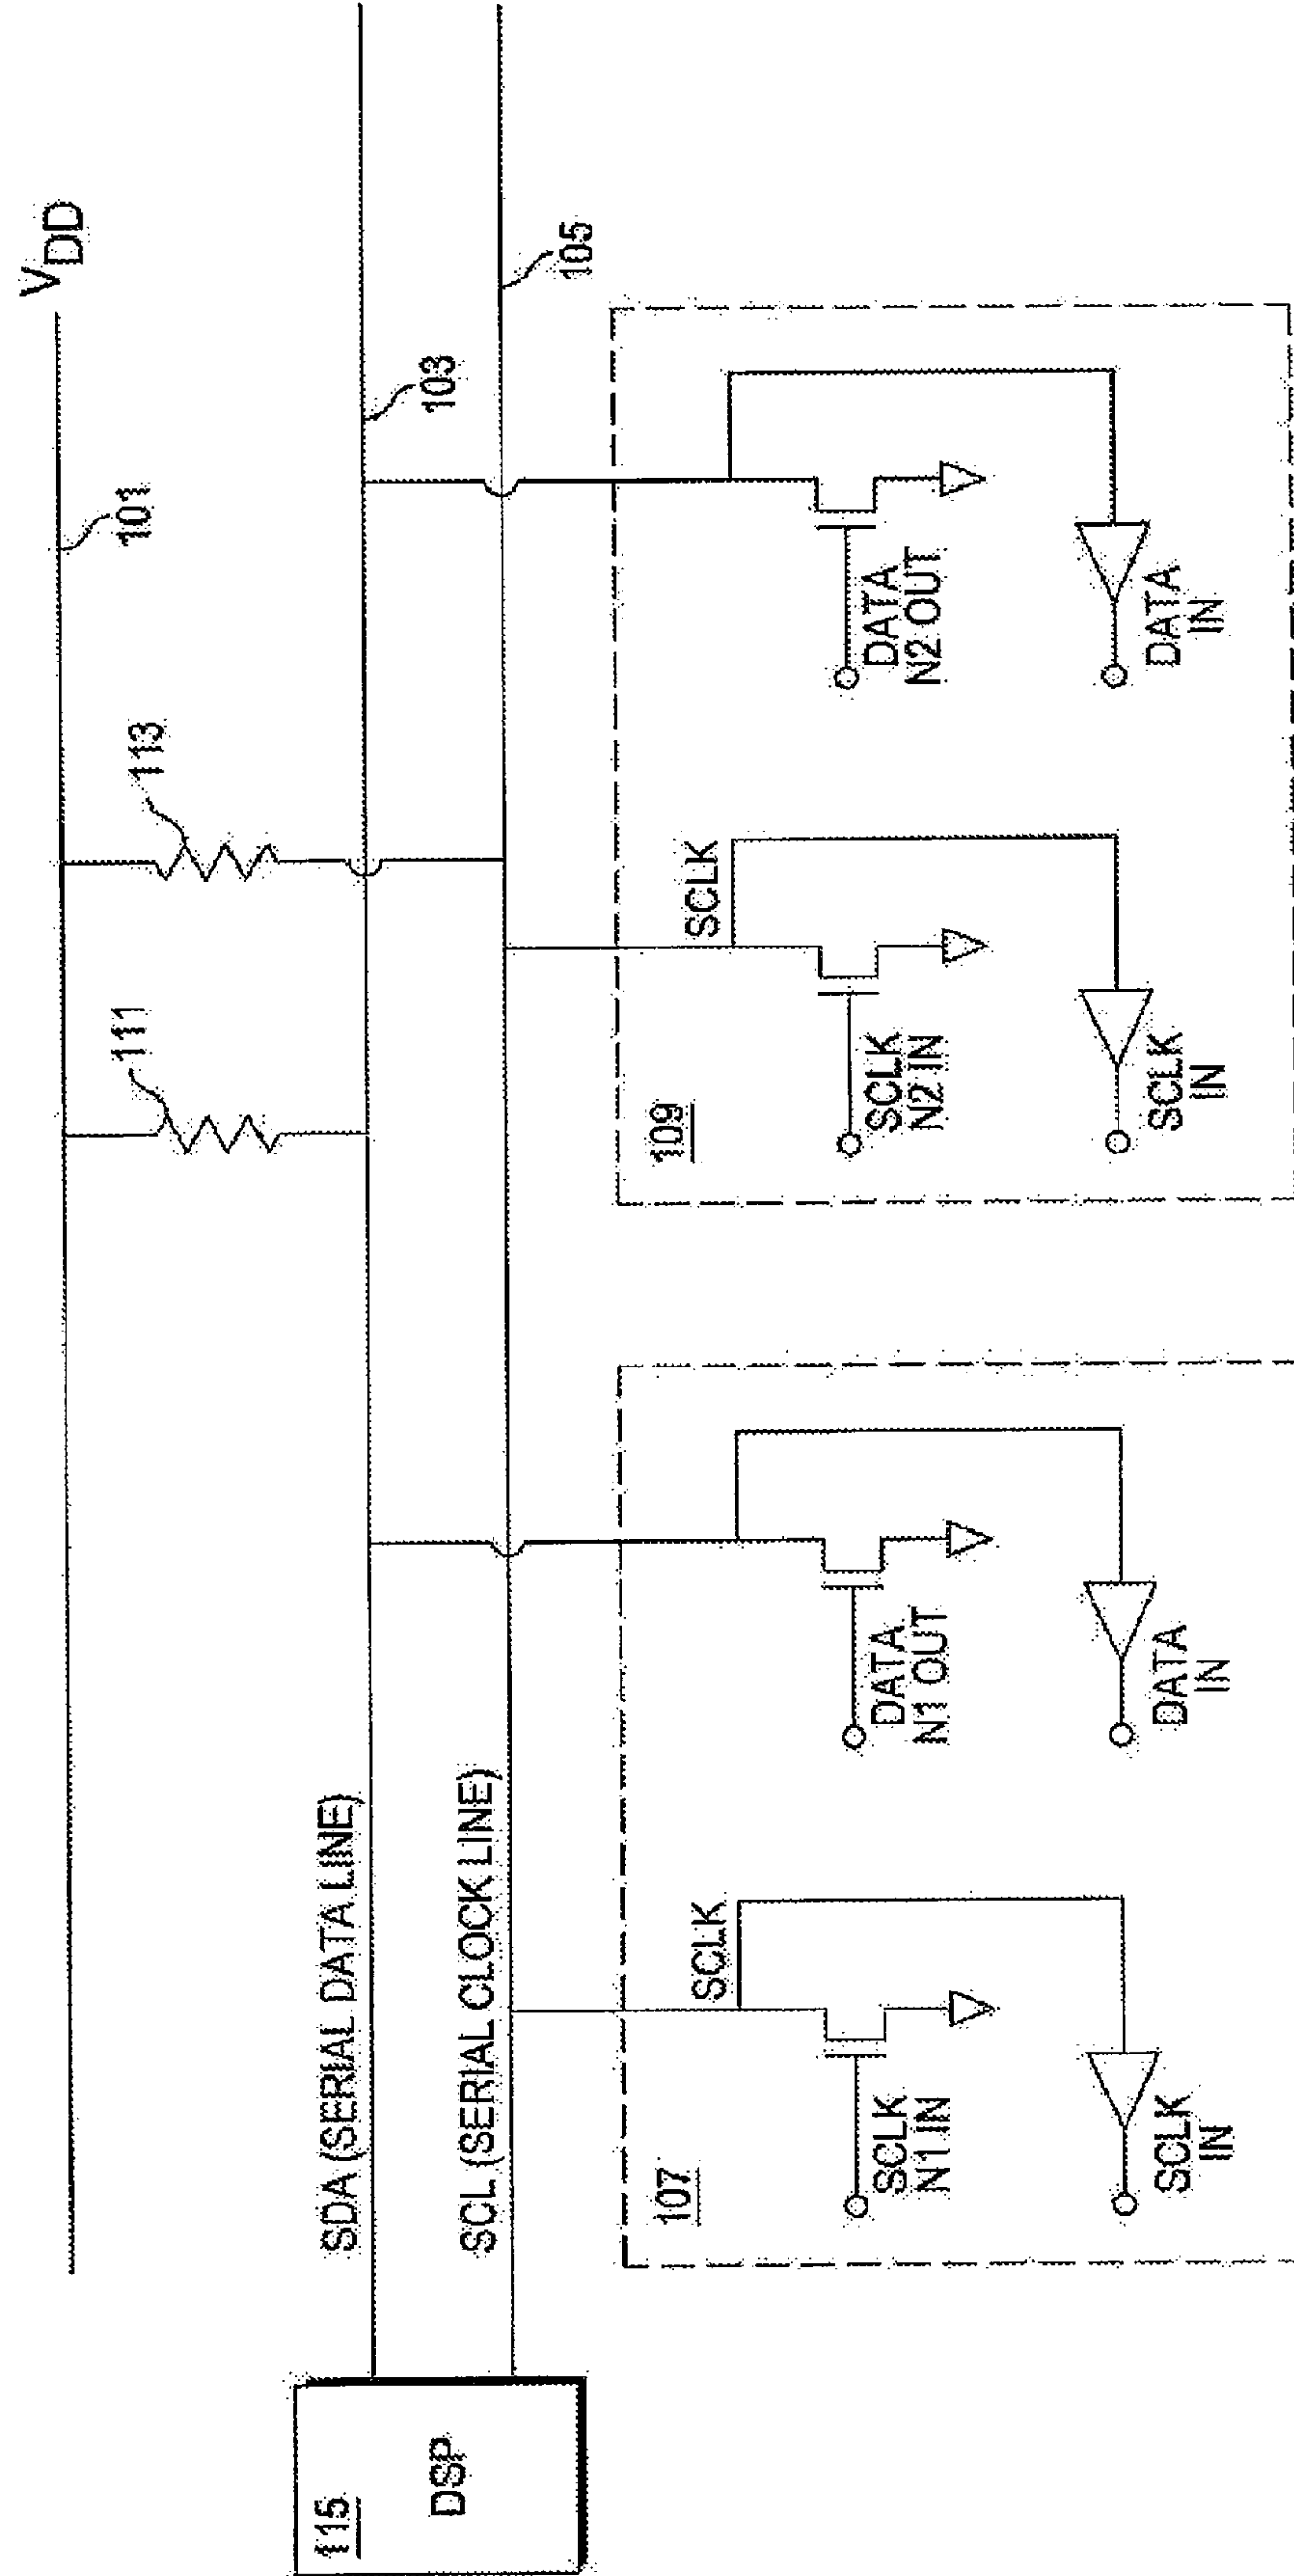 V_DD
101
113
111
103
105
SDA (SERIAL DATA LINE)
SCL (SERIAL CLOCK LINE)
115
DSP
107
SCLK
SCLK
N1 IN
SCLK
IN
DATA
N1 OUT
DATA
IN
109
SCLK
SCLK
N2 IN
SCLK
IN
DATA
N2 OUT
DATA
IN